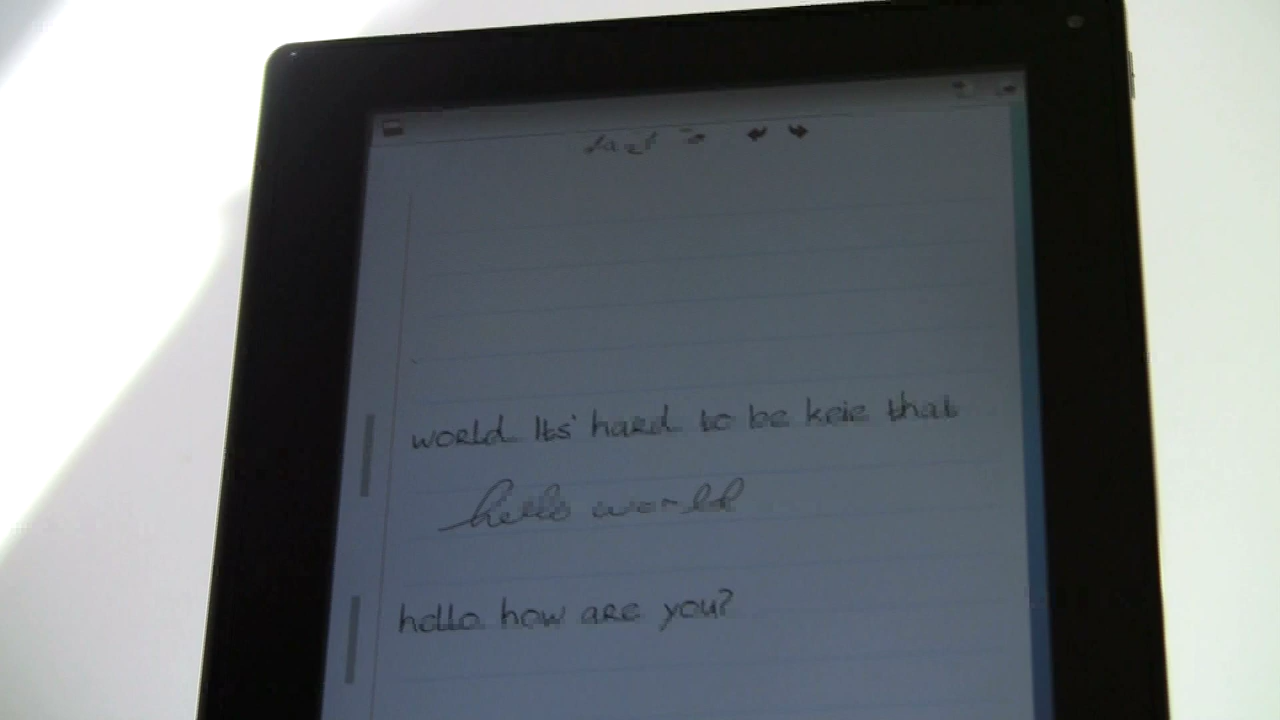 world Its' hard to be keie that
hello world
hello how are you?